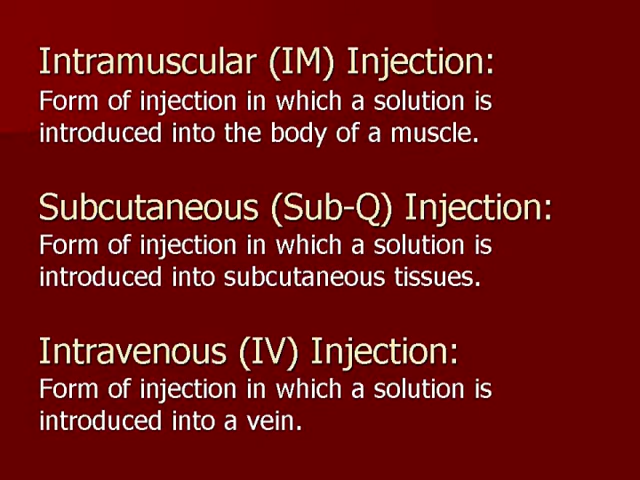 Intramuscular (IM) Injection:
Form of injection in which a solution is
introduced into the body of a muscle.
Subcutaneous (Sub-Q) Injection:
Form of injection in which a solution is
introduced into subcutaneous tissues.
Intravenous (IV) Injection:
Form of injection in which a solution is
introduced into a vein.